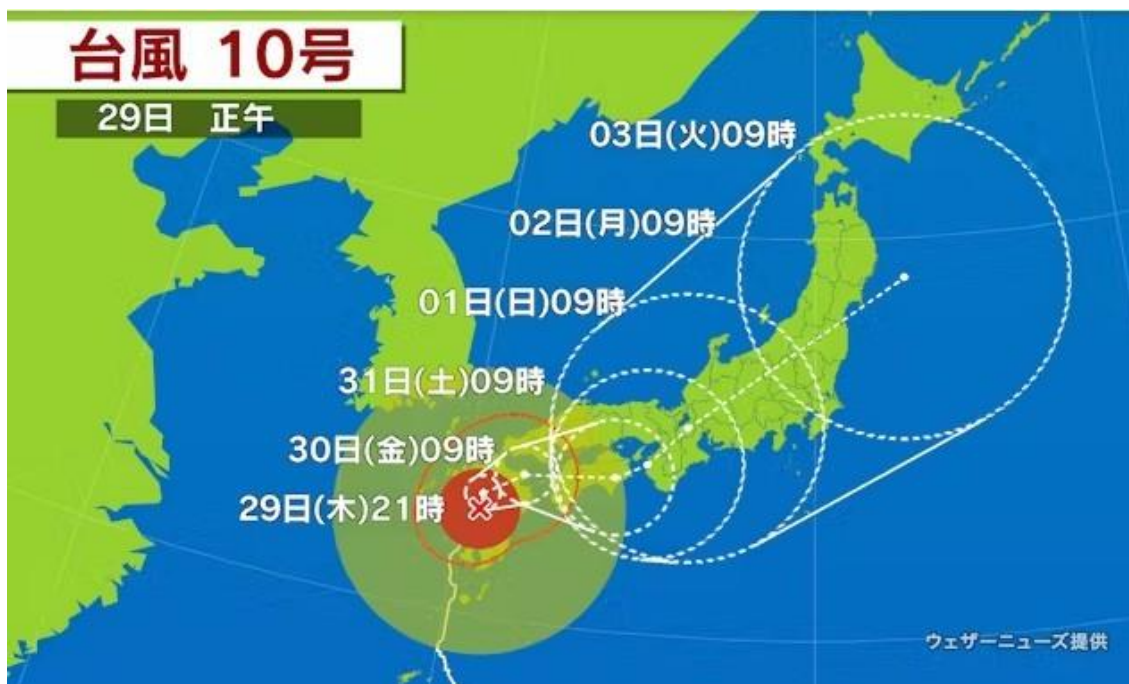 台風 10号
29日 正午
03日(火)09時
02日(月)09時
01日(日)09時
31日(土)09時
30日(金)09時
29日(木)21時
ウェザーニューズ提供